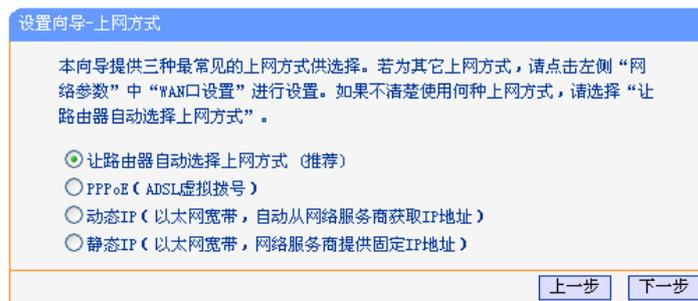 设置向导-上网方式
本向导提供三种最常见的上网方式供选择。若为其它上网方式，请点击左侧“网
络参数”中“WAN口设置”进行设置。如果不清楚使用何种上网方式，请选择“让
路由器自动选择上网方式”。
让路由器自动选择上网方式（推荐）
PPPoE（ADSL虚拟拨号）
动态IP（以太网宽带，自动从网络服务商获取IP地址）
静态IP（以太网宽带，网络服务商提供固定IP地址）
上一步 下一步